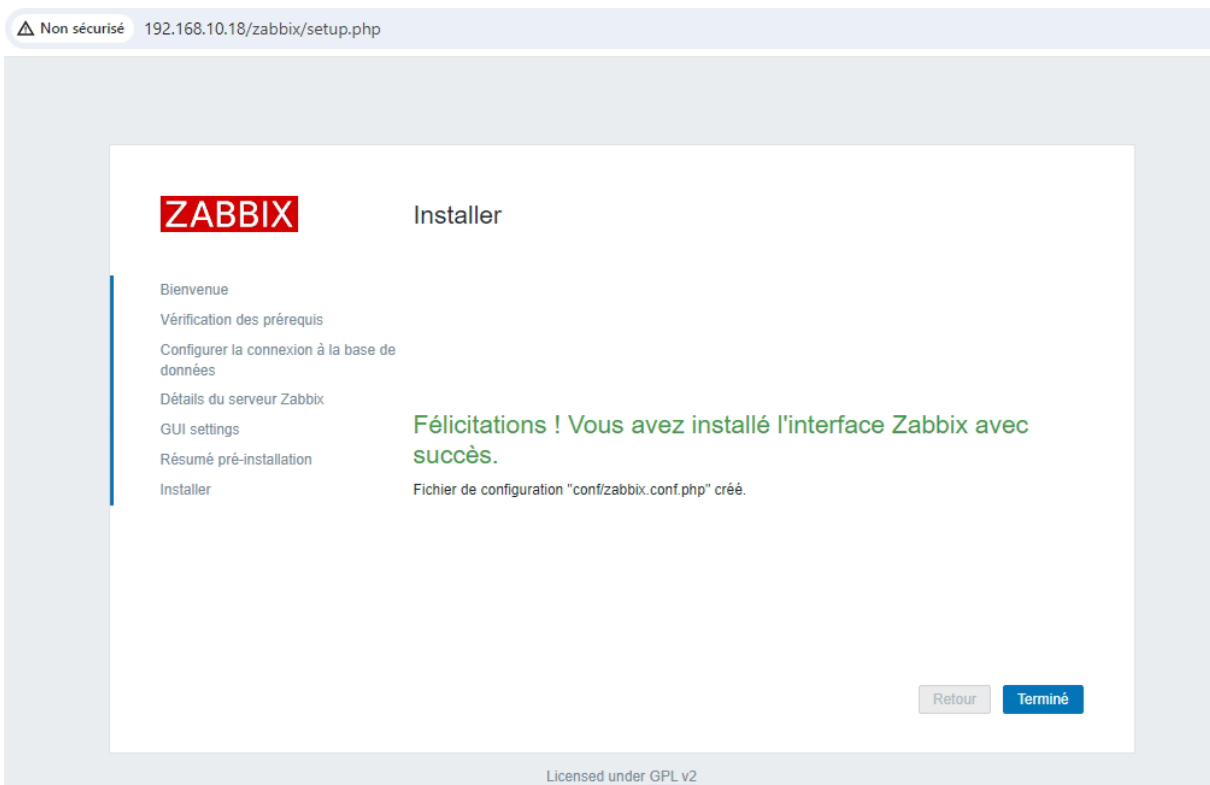 Non sécurisé 192.168.10.18/zabbix/setup.php
ZABBIX
Installer
Bienvenue
Vérification des prérequis
Configurer la connexion à la base de
données
Détails du serveur Zabbix
GUI settings
Résumé pré-installation
Installer
Félicitations ! Vous avez installé l'interface Zabbix avec
succès.
Fichier de configuration "conf/zabbix.conf.php" créé.
Retour Terminé
Licensed under GPL v2